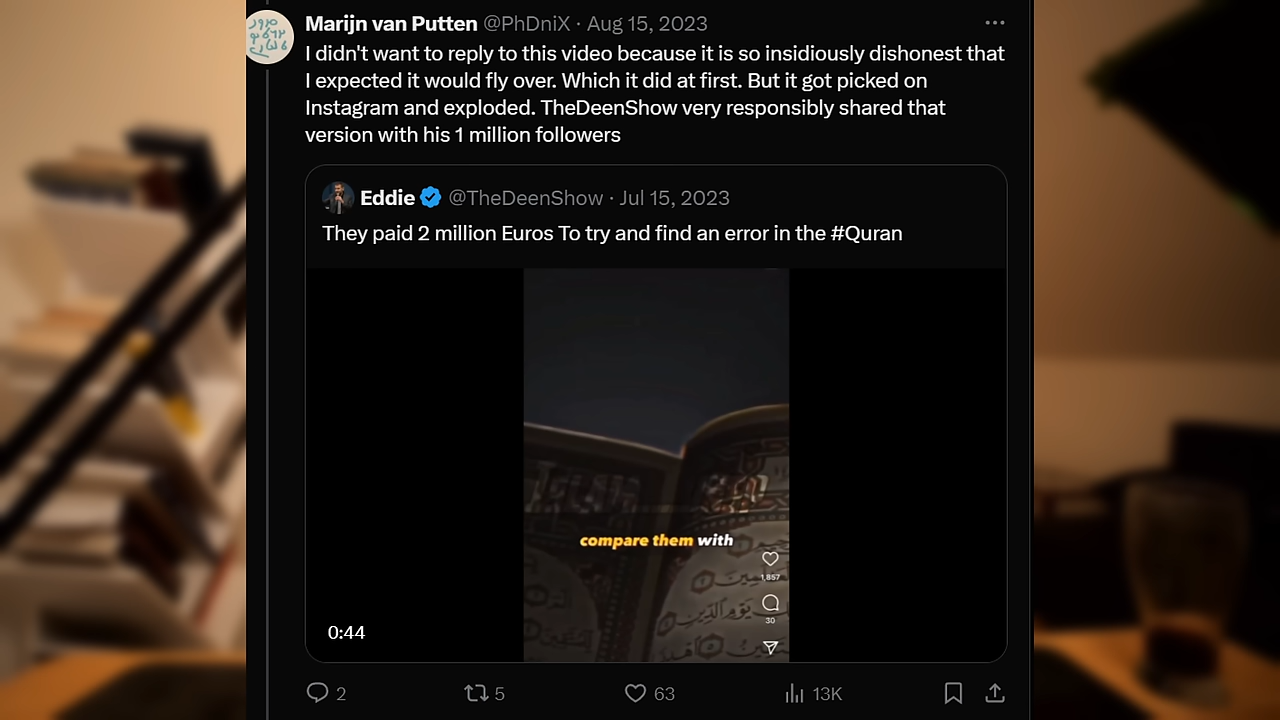 Marijn van Putten @PhDniX · Aug 15, 2023
I didn't want to reply to this video because it is so insidiously dishonest that
I expected it would fly over. Which it did at first. But it got picked on
Instagram and exploded. TheDeenShow very responsibly shared that
version with his 1 million followers
Eddie @TheDeenShow · Jul 15, 2023
They paid 2 million Euros To try and find an error in the #Quran
compare them with
1,857
30
0:44
2 5 63 13K